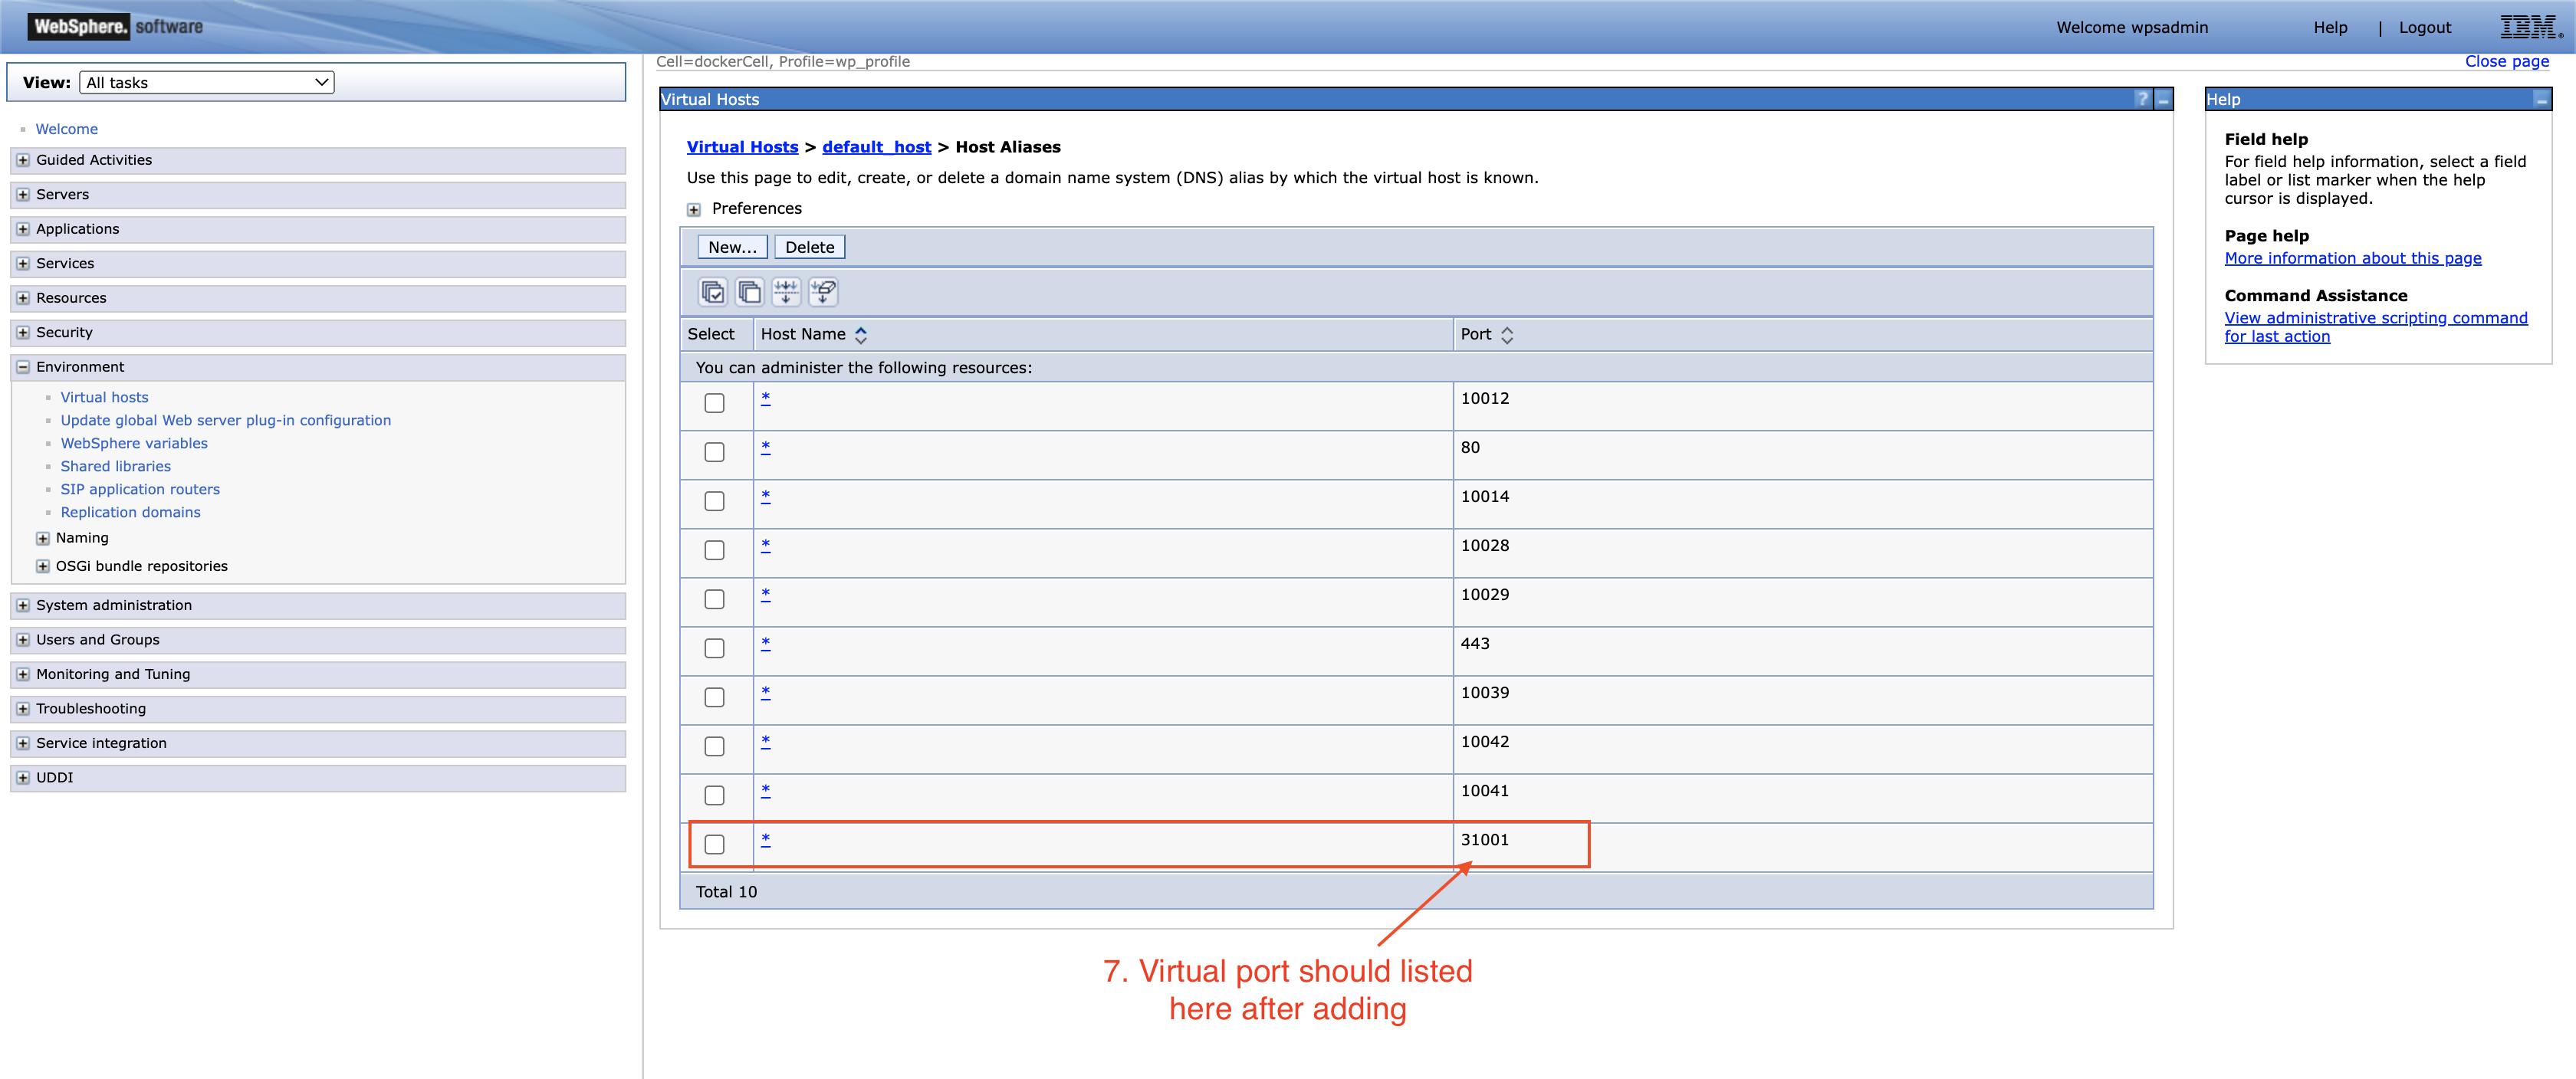 WebSphere. software
Welcome wpsadmin
Help | Logout
IBM
View: All tasks
Welcome
Guided Activities
Servers
Applications
Services
Resources
Security
Environment
Virtual hosts
Update global Web server plug-in configuration
WebSphere variables
Shared libraries
SIP application routers
Replication domains
Naming
OSGi bundle repositories
System administration
Users and Groups
Monitoring and Tuning
Troubleshooting
Service integration
UDDI
Cell=dockerCell, Profile=wp_profile
Close page
Virtual Hosts
?
Virtual Hosts > default_host > Host Aliases
Use this page to edit, create, or delete a domain name system (DNS) alias by which the virtual host is known.
Preferences
New... Delete
Select Host Name Port
You can administer the following resources:
* 10012
* 80
* 10014
* 10028
* 10029
* 443
* 10039
* 10042
* 10041
* 31001
Total 10
7. Virtual port should listed
here after adding
Help
Field help
For field help information, select a field
label or list marker when the help
cursor is displayed.
Page help
More information about this page
Command Assistance
View administrative scripting command
for last action